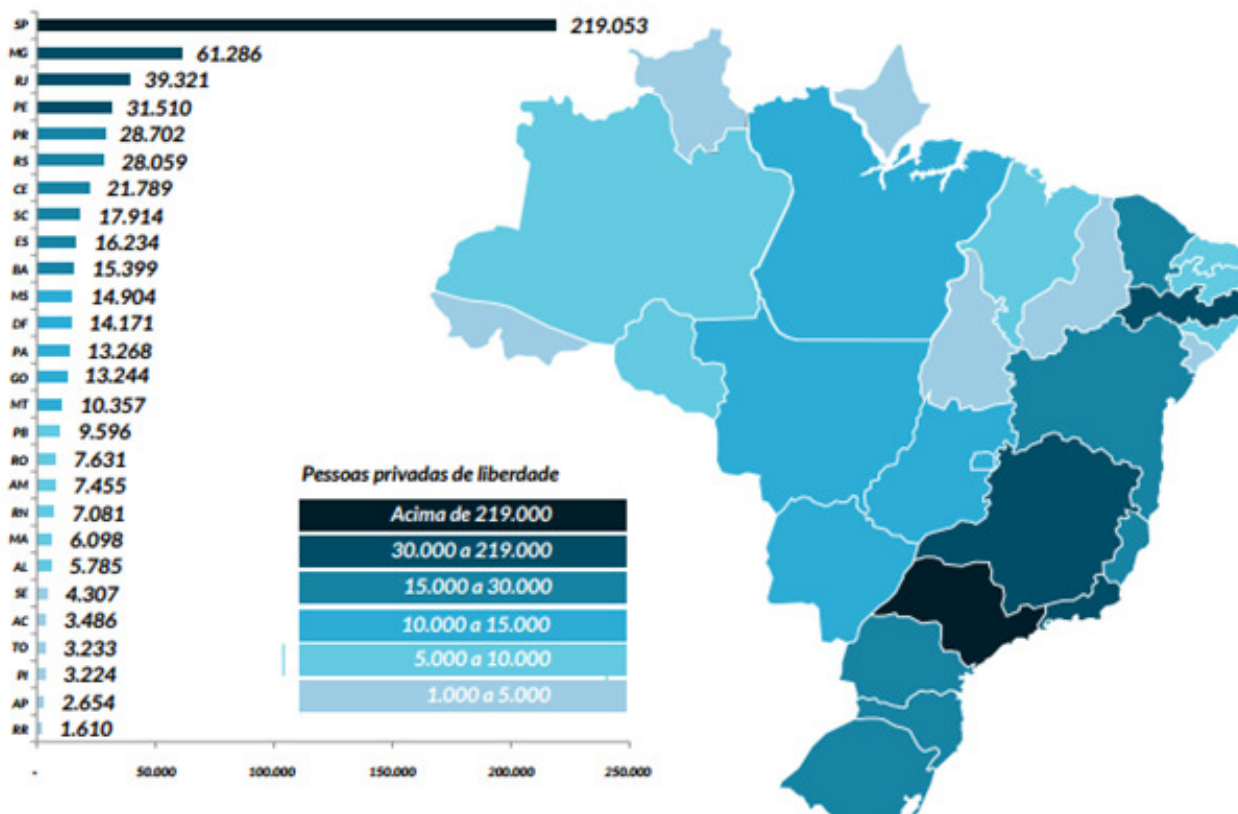 SP 219.053
MG 61.286
RJ 39.321
PE 31.510
PR 28.702
RS 28.059
CE 21.789
SC 17.914
ES 16.234
BA 15.399
MS 14.904
DF 14.171
PA 13.268
GO 13.244
MT 10.357
PB 9.596
RO 7.631
AM 7.455
RN 7.081
MA 6.098
AL 5.785
SE 4.307
AC 3.486
TO 3.233
PI 3.224
AP 2.654
RR 1.610
- 50.000 100.000 150.000 200.000 250.000
Pessoas privadas de liberdade
Acima de 219.000
30.000 a 219.000
15.000 a 30.000
10.000 a 15.000
5.000 a 10.000
1.000 a 5.000